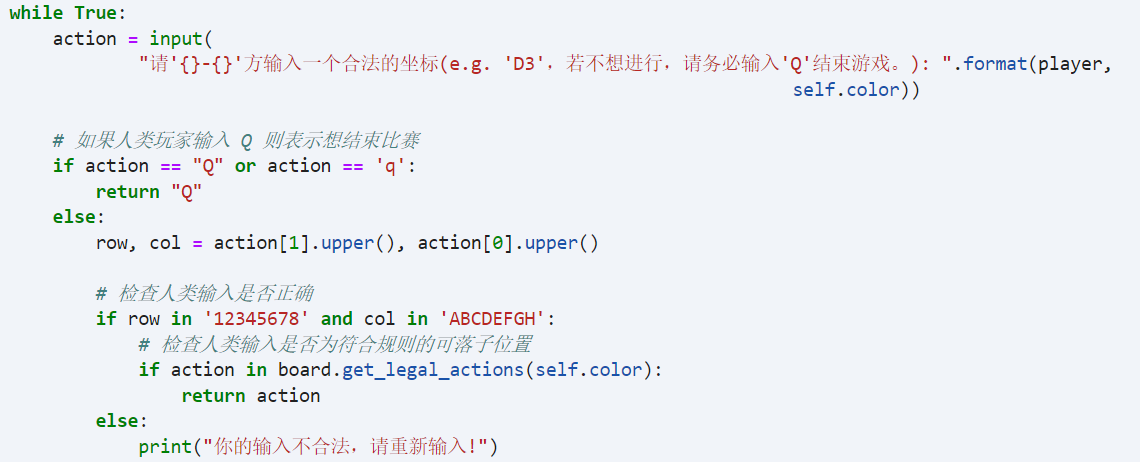 while True:
    action = input(
            "请'{}-{}'方输入一个合法的坐标(e.g. 'D3'，若不想进行，请务必输入'Q'结束游戏。): ".format(player,
                                                                         self.color))

    # 如果人类玩家输入 Q 则表示想结束比赛
    if action == "Q" or action == 'q':
        return "Q"
    else:
        row, col = action[1].upper(), action[0].upper()

        # 检查人类输入是否正确
        if row in '12345678' and col in 'ABCDEFGH':
            # 检查人类输入是否为符合规则的可落子位置
            if action in board.get_legal_actions(self.color):
                return action
        else:
            print("你的输入不合法，请重新输入!")